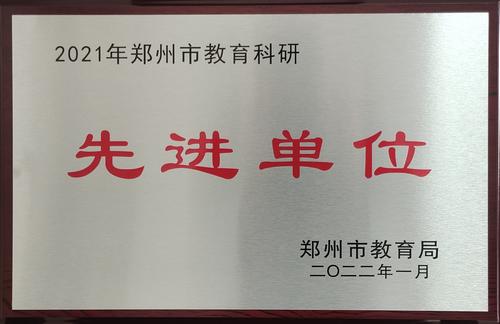 2021年郑州市教育科研
先进单位
郑州市教育局
二〇二二年一月